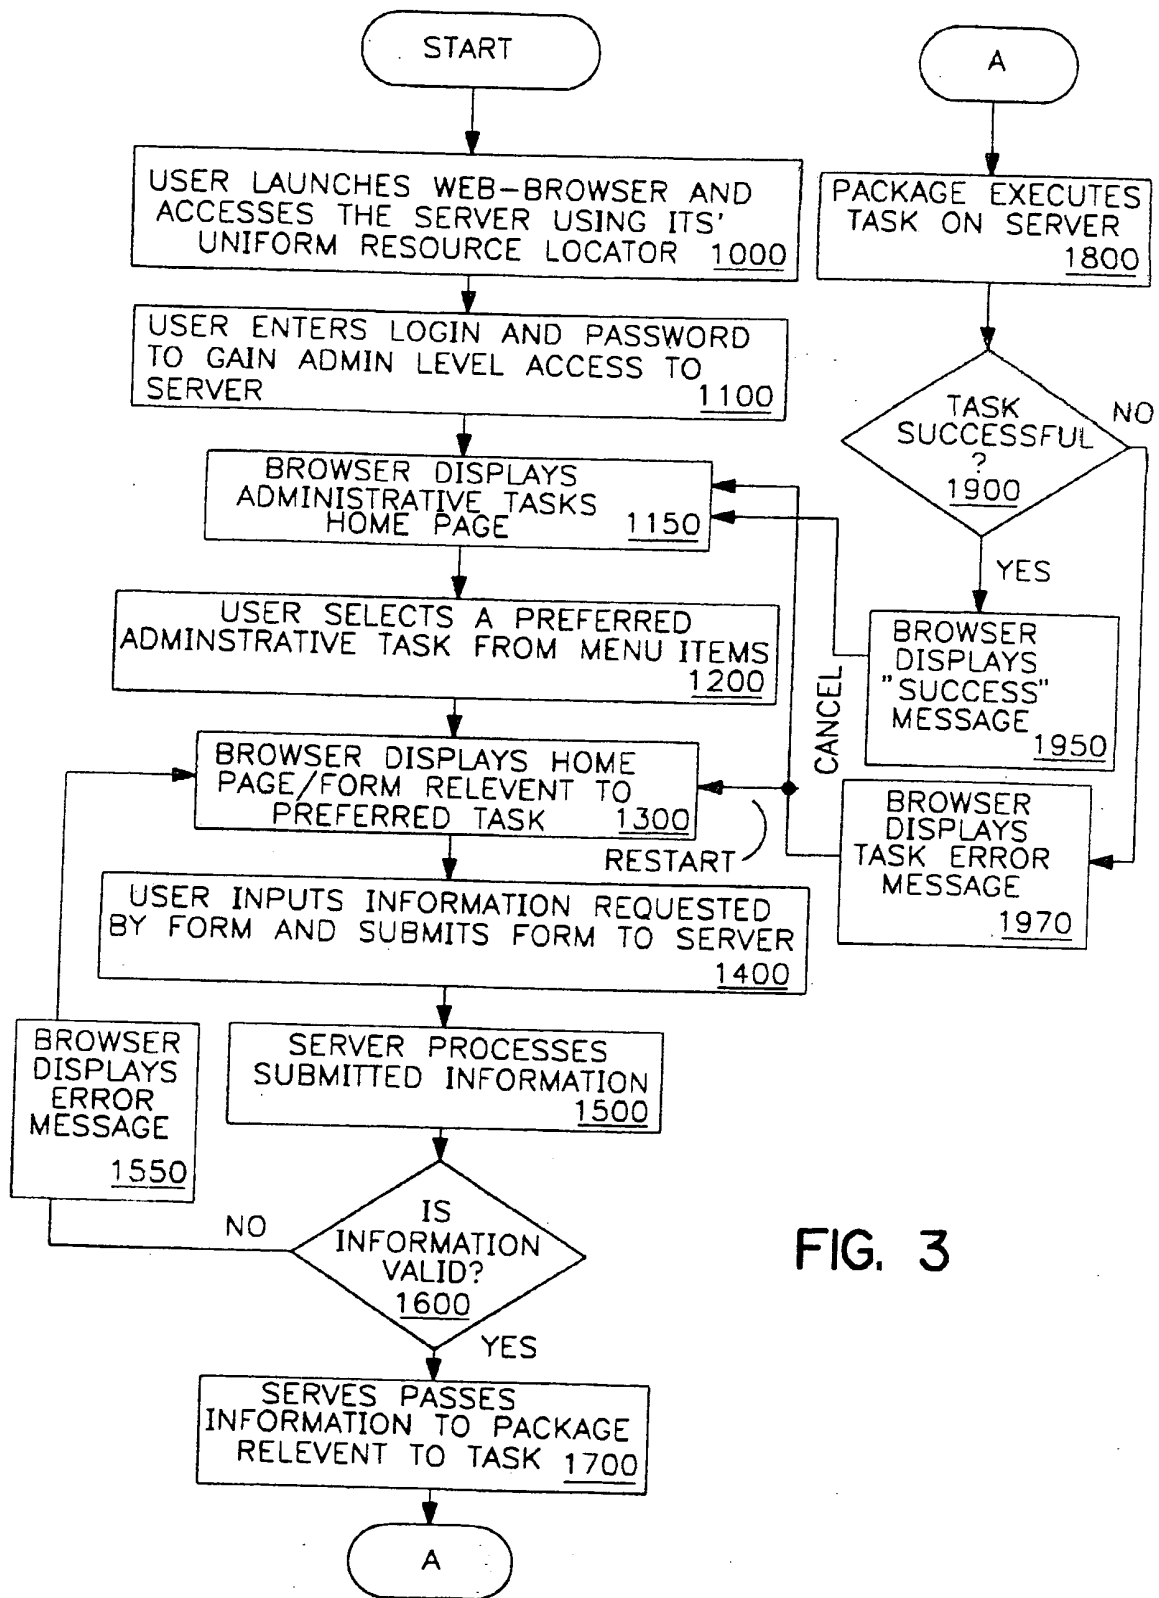 START
USER LAUNCHES WEB-BROWSER AND
ACCESSES THE SERVER USING ITS'
UNIFORM RESOURCE LOCATOR 1000
USER ENTERS LOGIN AND PASSWORD
TO GAIN ADMIN LEVEL ACCESS TO
SERVER 1100
BROWSER DISPLAYS
ADMINISTRATIVE TASKS
HOME PAGE 1150
USER SELECTS A PREFERRED
ADMINSTRATIVE TASK FROM MENU ITEMS
1200
BROWSER DISPLAYS HOME
PAGE/FORM RELEVENT TO
PREFERRED TASK 1300
RESTART
USER INPUTS INFORMATION REQUESTED
BY FORM AND SUBMITS FORM TO SERVER
1400
SERVER PROCESSES
SUBMITTED INFORMATION
1500
BROWSER
DISPLAYS
ERROR
MESSAGE
1550
NO
IS
INFORMATION
VALID?
1600
YES
SERVES PASSES
INFORMATION TO PACKAGE
RELEVENT TO TASK 1700
A
A
PACKAGE EXECUTES
TASK ON SERVER
1800
TASK
SUCCESSFUL
?
1900
NO
YES
BROWSER
DISPLAYS
"SUCCESS"
MESSAGE
1950
CANCEL
BROWSER
DISPLAYS
TASK ERROR
MESSAGE
1970
FIG. 3